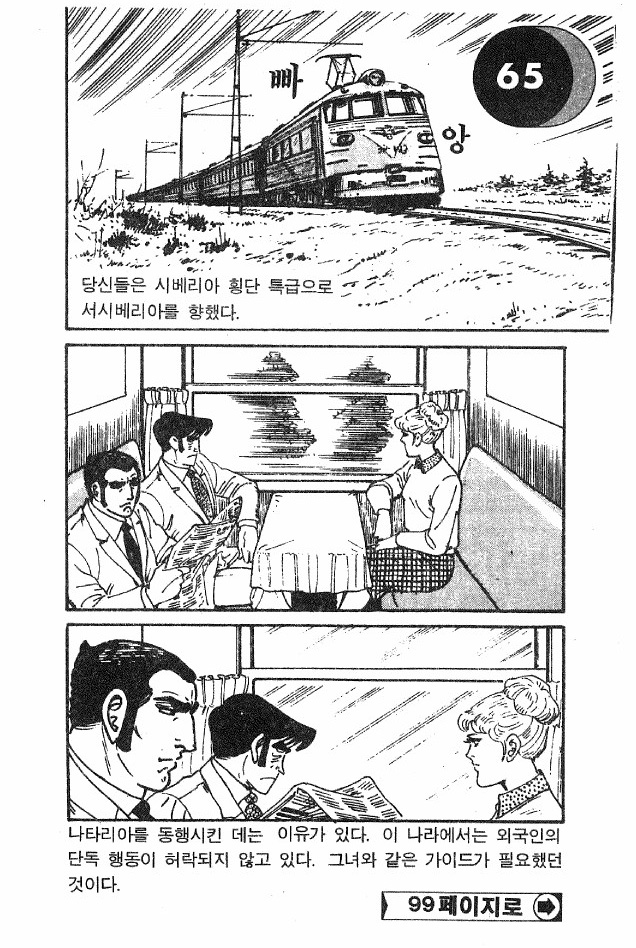 65
빠
앙
당신들은 시베리아 횡단 특급으로
서시베리아를 향했다.
나타리아를 동행시킨 데는 이유가 있다. 이 나라에서는 외국인의
단독 행동이 허락되지 않고 있다. 그녀와 같은 가이드가 필요했던
것이다.
99페이지로